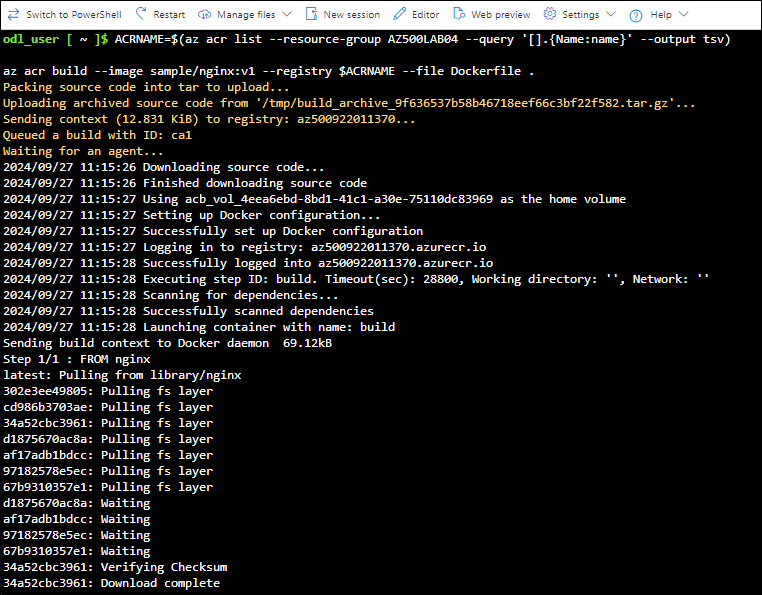 Switch to PowerShell Restart Manage files New session Editor Web preview Settings Help
odl_user [ ~ ]$ ACRNAME=$(az acr list --resource-group AZ500LAB04 --query '[].{Name:name}' --output tsv)
az acr build --image sample/nginx:v1 --registry $ACRNAME --file Dockerfile .
Packing source code into tar to upload...
Uploading archived source code from '/tmp/build_archive_9f636537b58b46718eef66c3bf22f582.tar.gz'...
Sending context (12.831 KiB) to registry: az500922011370...
Queued a build with ID: ca1
Waiting for an agent...
2024/09/27 11:15:26 Downloading source code...
2024/09/27 11:15:26 Finished downloading source code
2024/09/27 11:15:27 Using acb_vol_4eea6ebd-8bd1-41c1-a30e-75110dc83969 as the home volume
2024/09/27 11:15:27 Setting up Docker configuration...
2024/09/27 11:15:27 Successfully set up Docker configuration
2024/09/27 11:15:27 Logging in to registry: az500922011370.azurecr.io
2024/09/27 11:15:28 Successfully logged into az500922011370.azurecr.io
2024/09/27 11:15:28 Executing step ID: build. Timeout(sec): 28800, Working directory: '', Network: ''
2024/09/27 11:15:28 Scanning for dependencies...
2024/09/27 11:15:28 Successfully scanned dependencies
2024/09/27 11:15:28 Launching container with name: build
Sending build context to Docker daemon  69.12kB
Step 1/1 : FROM nginx
latest: Pulling from library/nginx
302e3ee49805: Pulling fs layer
cd986b3703ae: Pulling fs layer
34a52cbc3961: Pulling fs layer
d1875670ac8a: Pulling fs layer
af17adb1bdcc: Pulling fs layer
97182578e5ec: Pulling fs layer
67b9310357e1: Pulling fs layer
d1875670ac8a: Waiting
af17adb1bdcc: Waiting
97182578e5ec: Waiting
67b9310357e1: Waiting
34a52cbc3961: Verifying Checksum
34a52cbc3961: Download complete